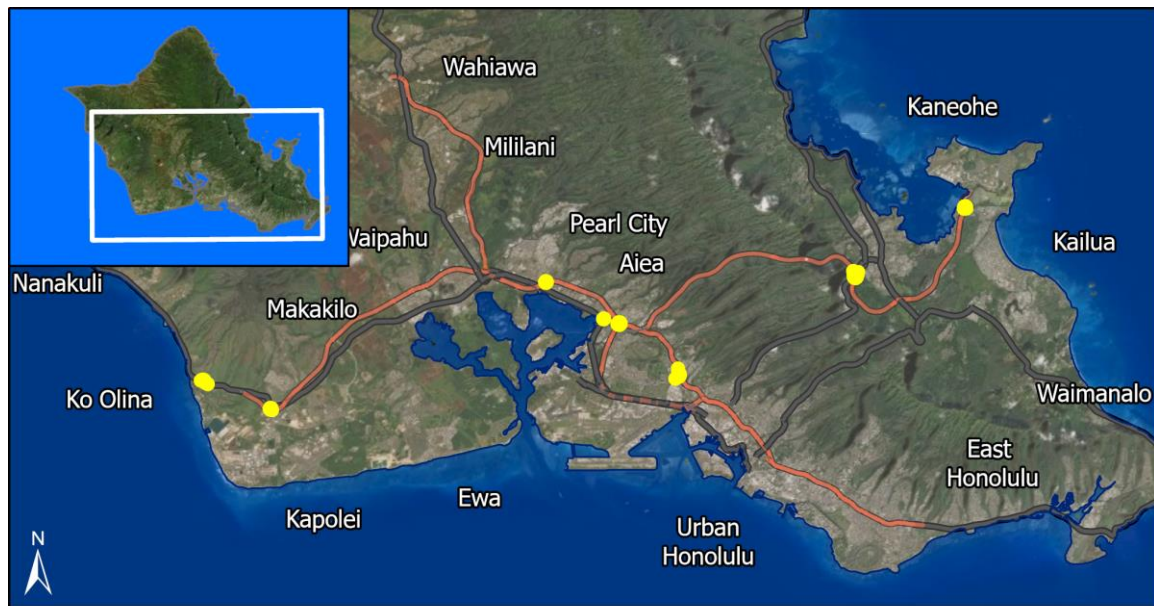 Wahiawa
Kaneohe
Mililani
Pearl City
Waipahu
Aiea
Kailua
Nanakuli
Makakilo
Ko Olina
Waimanalo
East
Honolulu
Ewa
Kapolei
Urban
Honolulu
N